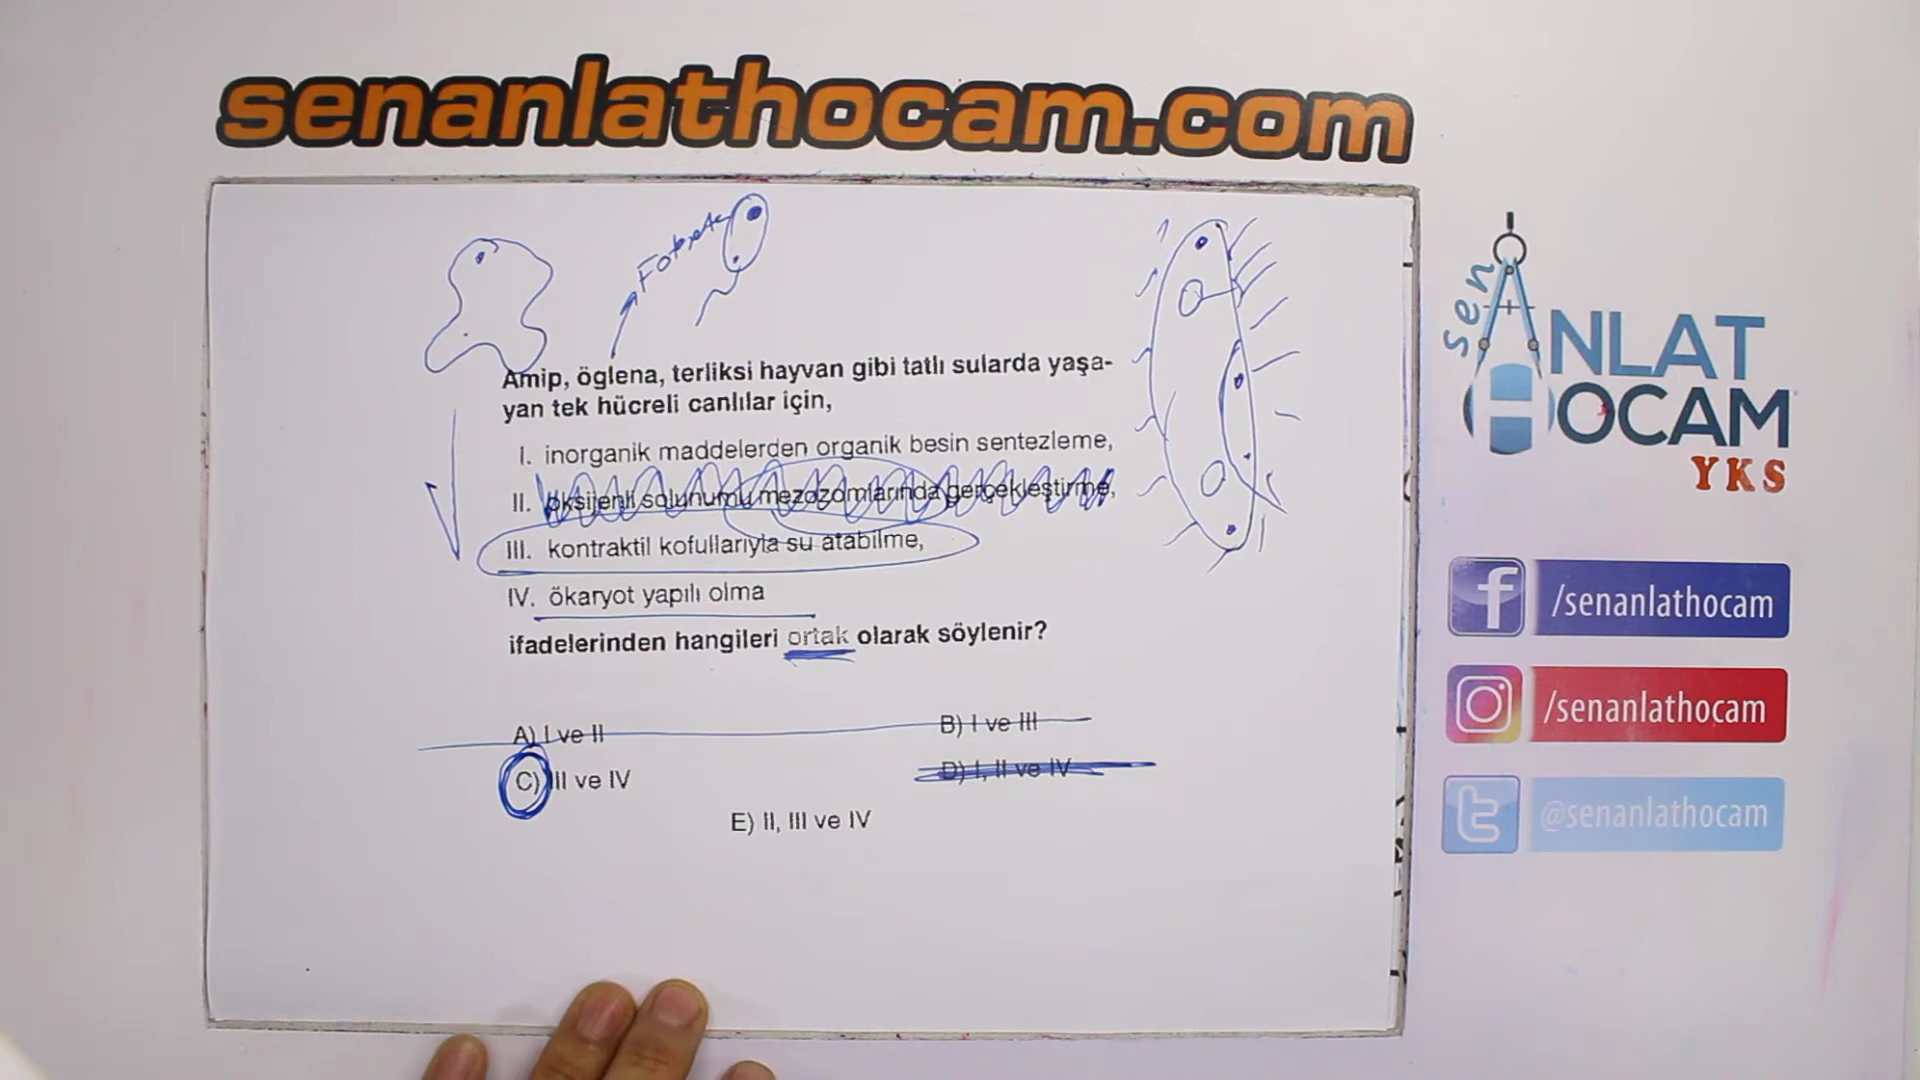 senanlathocam.com
Fotosentez
Amip, öglena, terliksi hayvan gibi tatlı sularda yaşa-
yan tek hücreli canlılar için,
I. inorganik maddelerden organik besin sentezleme,
II. oksijenli solunumu mezozomlarında gerçekleştirme,
III. kontraktil kofullarıyla su atabilme,
IV. ökaryot yapılı olma
ifadelerinden hangileri ortak olarak söylenir?
A) I ve II
B) I ve III
C) III ve IV
D) I, II ve IV
E) II, III ve IV
sen
ANLAT
HOCAM
YKS
/senanlathocam
/senanlathocam
@senanlathocam